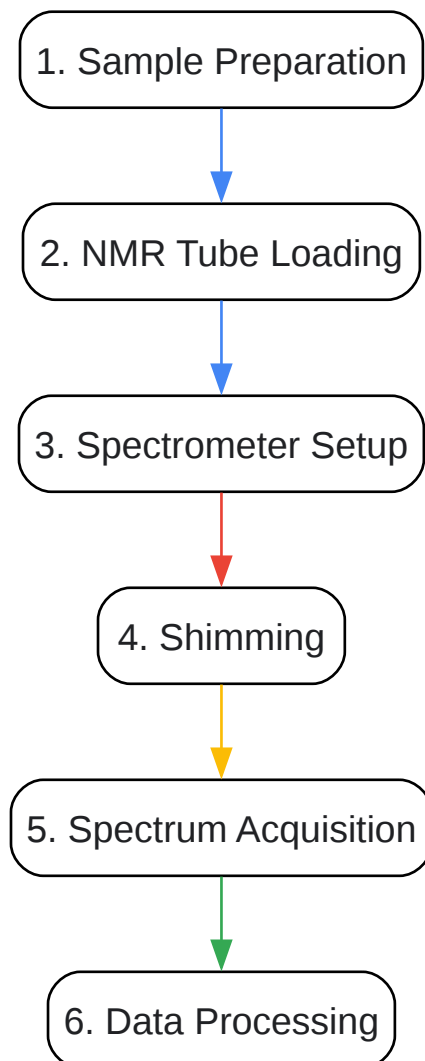 1. Sample Preparation
2. NMR Tube Loading
3. Spectrometer Setup
4. Shimming
5. Spectrum Acquisition
6. Data Processing